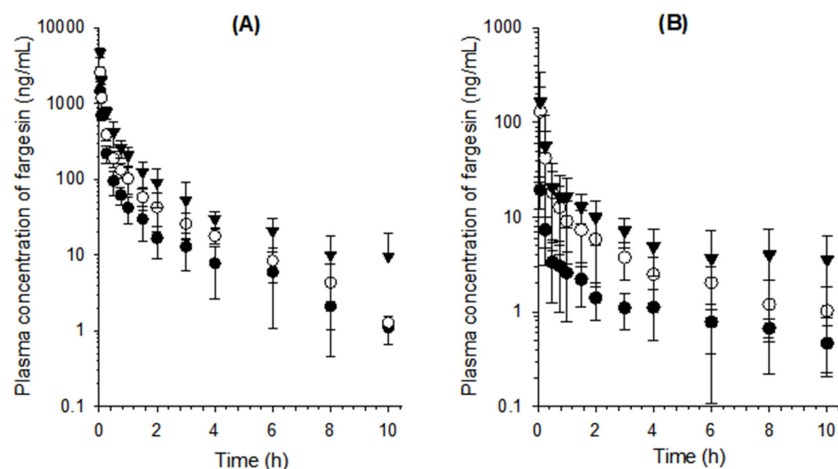 (A)
Plasma concentration of fargesin (ng/mL)
10000
1000
100
10
1
0.1
0 2 4 6 8 10
Time (h)
(B)
Plasma concentration of fargesin (ng/mL)
1000
100
10
1
0.1
0 2 4 6 8 10
Time (h)